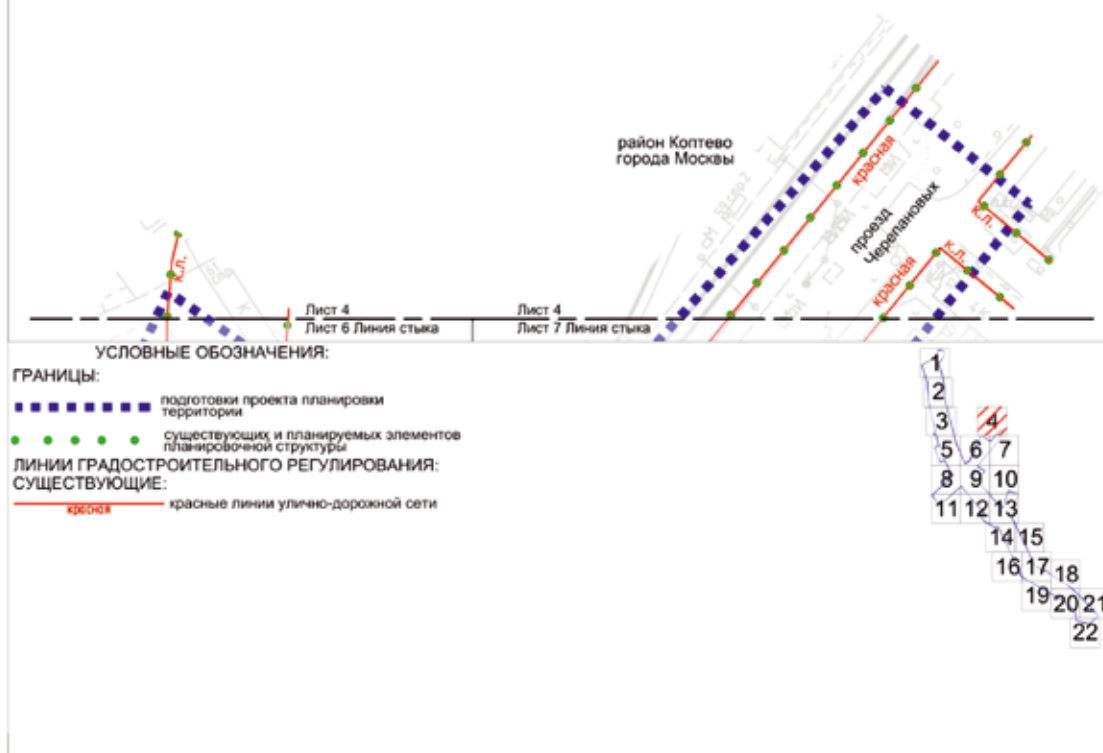 район Коптево
города Москвы
красная
проезд
Черепановых
к.л.
к.л.
красная
к.л.
Лист 4
Лист 4
Лист 6 Линия стыка
Лист 7 Линия стыка
УСЛОВНЫЕ ОБОЗНАЧЕНИЯ:
ГРАНИЦЫ:
подготовки проекта планировки
территории
существующих и планируемых элементов
планировочной структуры
ЛИНИИ ГРАДОСТРОИТЕЛЬНОГО РЕГУЛИРОВАНИЯ:
СУЩЕСТВУЮЩИЕ:
красная
красные линии улично-дорожной сети
1
2
3
4
5 6 7
8 9 10
11 12 13
14 15
16 17 18
19 20 21
22